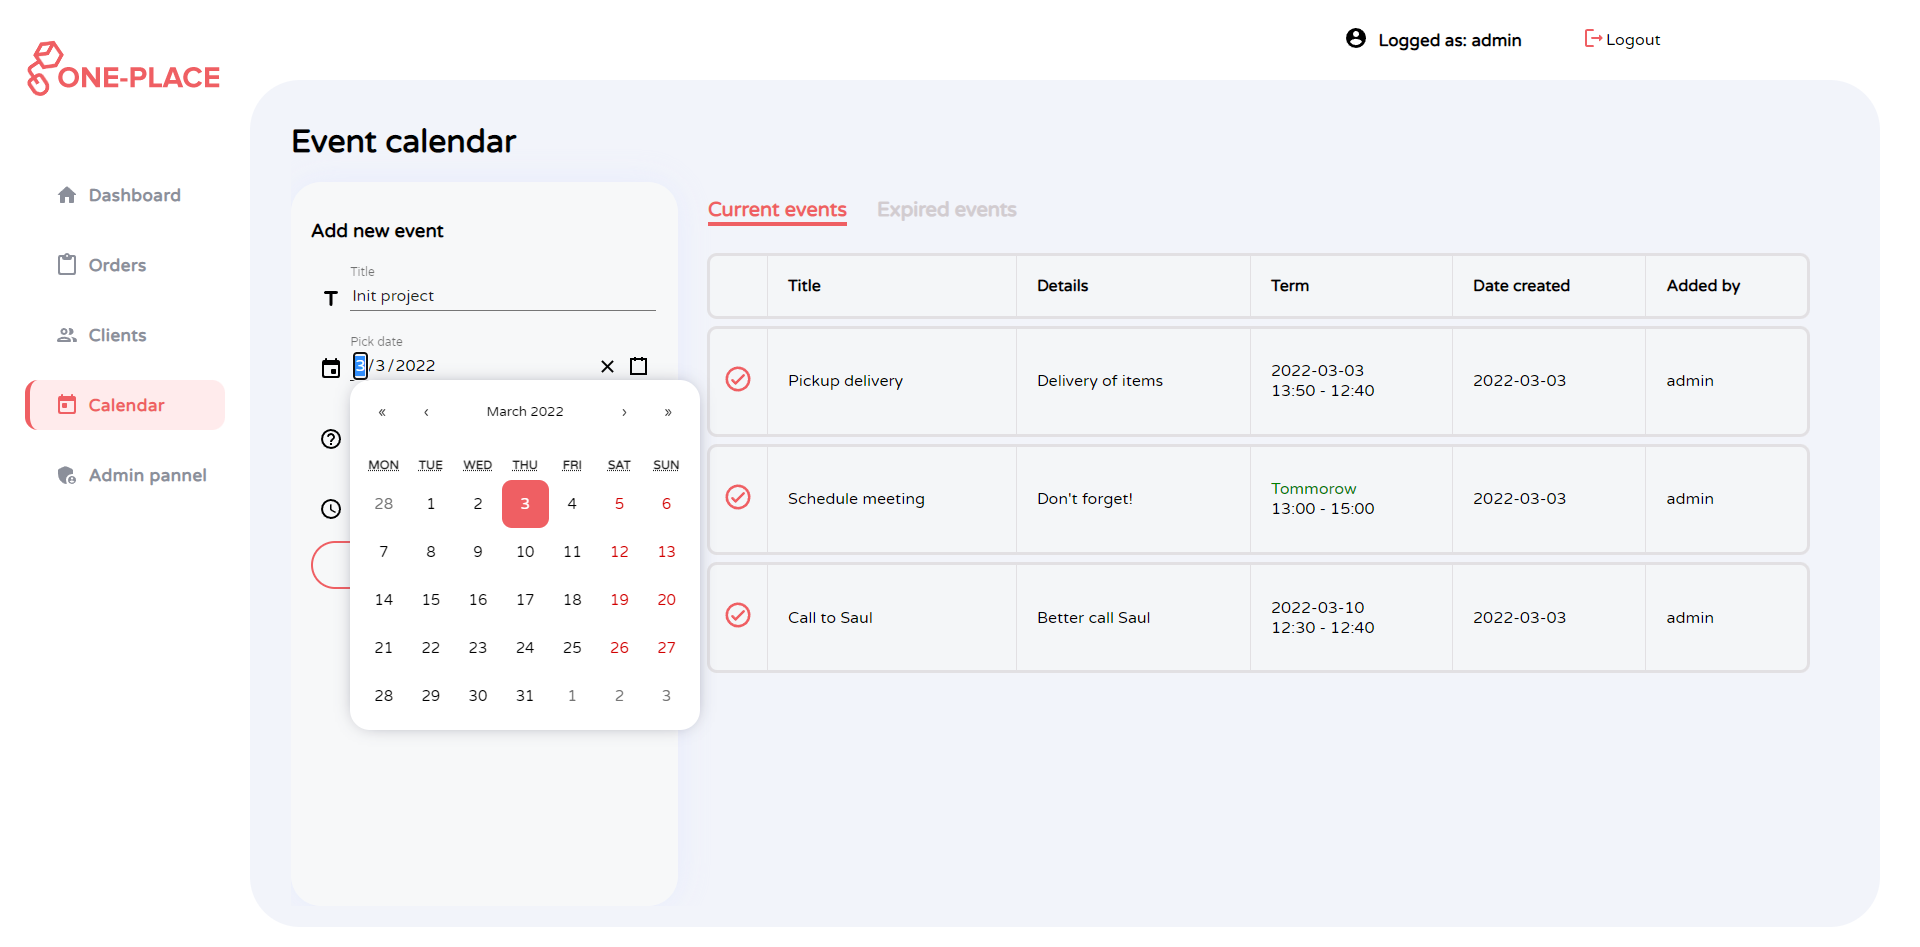 Logged as: admin
Logout
ONE-PLACE
Dashboard
Orders
Clients
Calendar
Admin pannel
Event calendar
Add new event
Title
Init project
Pick date
3/3/2022
« ‹ March 2022 › »
MON TUE WED THU FRI SAT SUN
28 1 2 3 4 5 6
7 8 9 10 11 12 13
14 15 16 17 18 19 20
21 22 23 24 25 26 27
28 29 30 31 1 2 3
Current events Expired events
Title Details Term Date created Added by
Pickup delivery Delivery of items 2022-03-03 2022-03-03 admin
13:50 - 12:40
Schedule meeting Don't forget! Tommorow 2022-03-03 admin
13:00 - 15:00
Call to Saul Better call Saul 2022-03-10 2022-03-03 admin
12:30 - 12:40